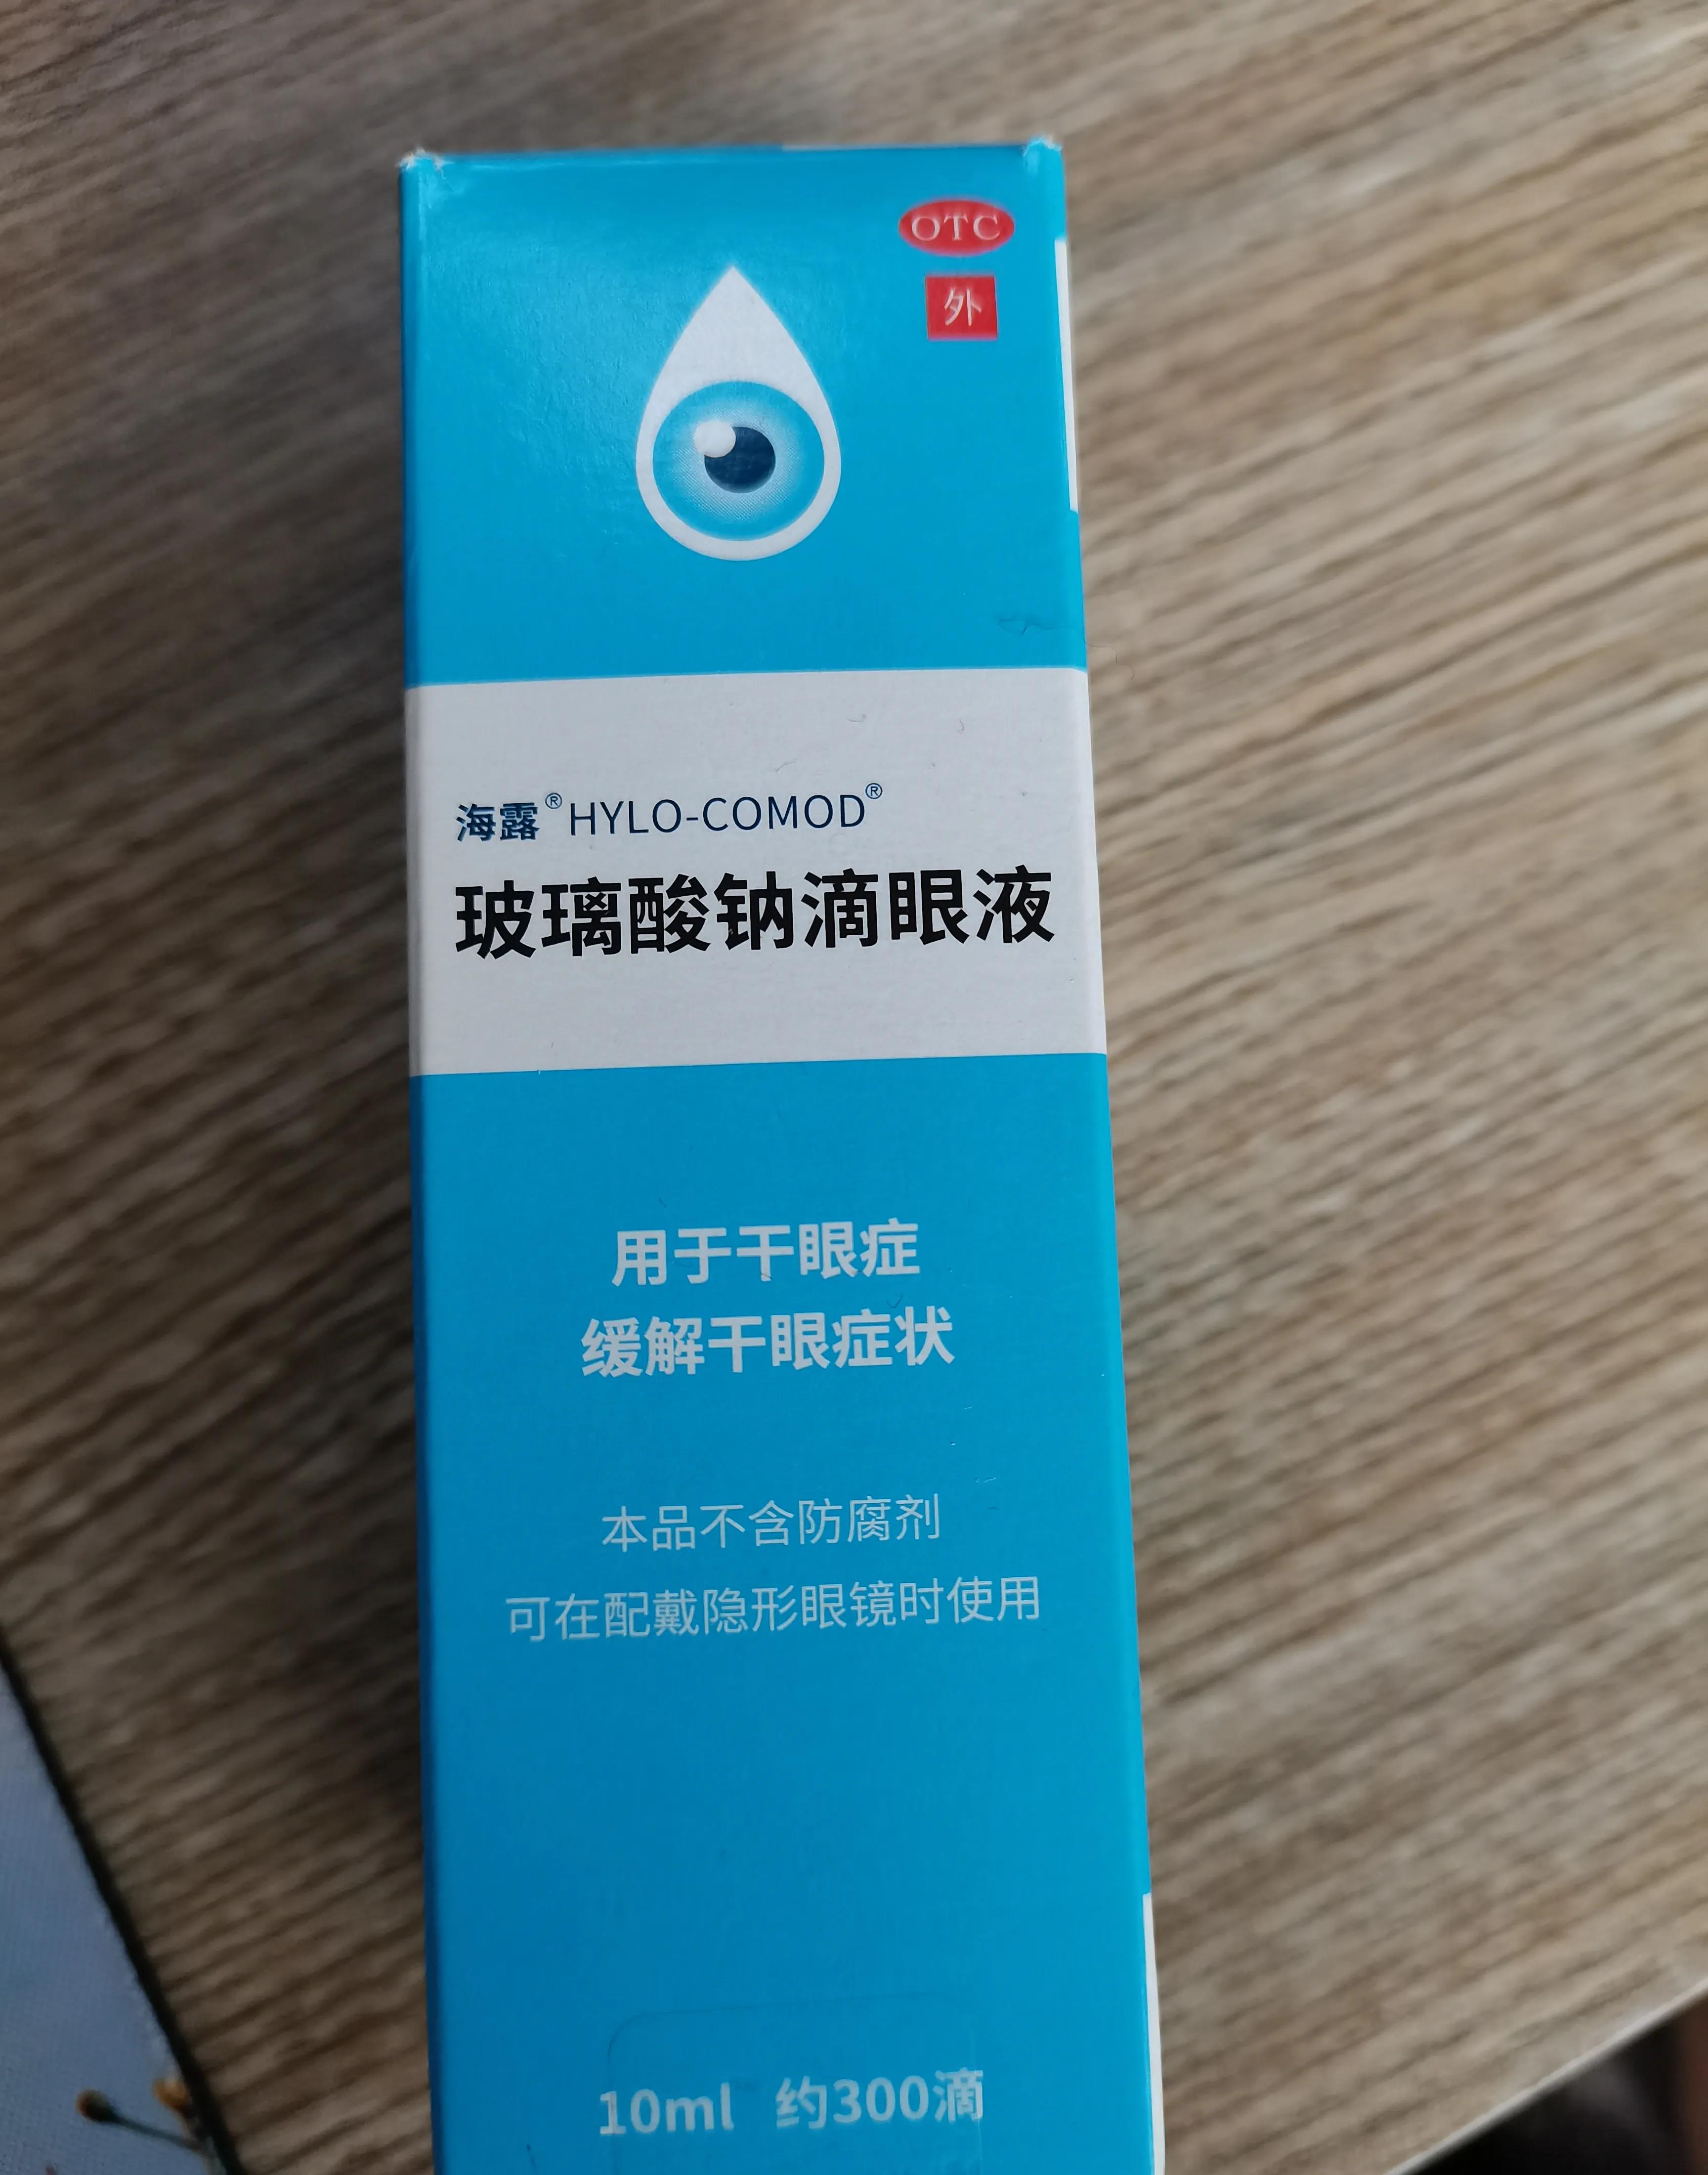 OTC
外
海露®HYLO-COMOD®
玻璃酸钠滴眼液
用于干眼症
缓解干眼症状
本品不含防腐剂
可在配戴隐形眼镜时使用
10ml 约300滴